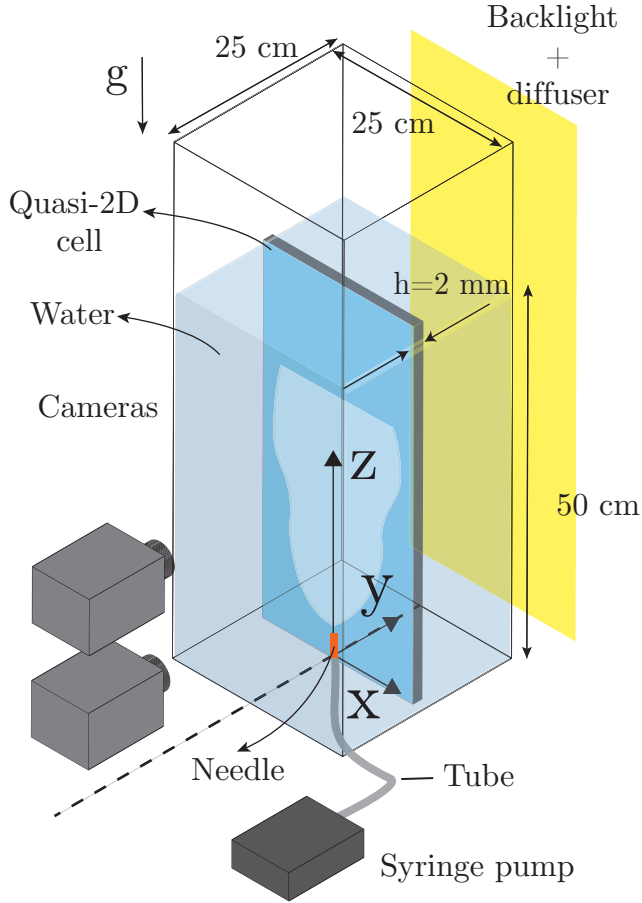 Backlight
+
diffuser
25 cm
g
25 cm
Quasi-2D
cell
h=2 mm
Water
Cameras
z
50 cm
y
x
Needle
Tube
Syringe pump